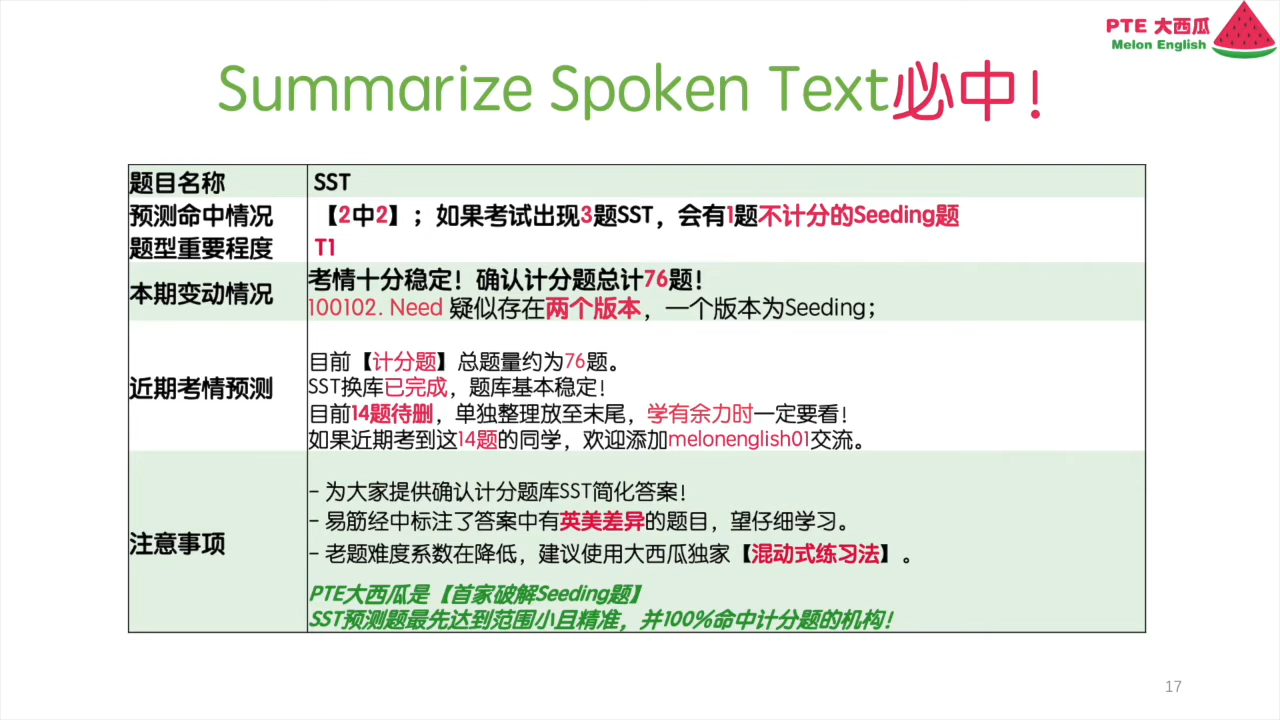 PTE 大西瓜
Melon English
Summarize Spoken Text必中!
题目名称 SST
预测命中情况 【2中2】；如果考试出现3题SST，会有1题不计分的Seeding题
题型重要程度 T1
本期变动情况
考情十分稳定！确认计分题总计76题！
100102. Need 疑似存在两个版本，一个版本为Seeding；
近期考情预测
目前【计分题】总题量约为76题。
SST换库已完成，题库基本稳定！
目前14题待删，单独整理放至末尾，学有余力时一定要看！
如果近期考到这14题的同学，欢迎添加melonenglish01交流。
注意事项
- 为大家提供确认计分题库SST简化答案！
- 易筋经中标注了答案中有英美差异的题目，望仔细学习。
- 老题难度系数在降低，建议使用大西瓜独家【混动式练习法】。
PTE大西瓜是【首家破解Seeding题】
SST预测题最先达到范围小且精准，并100%命中计分题的机构！
17